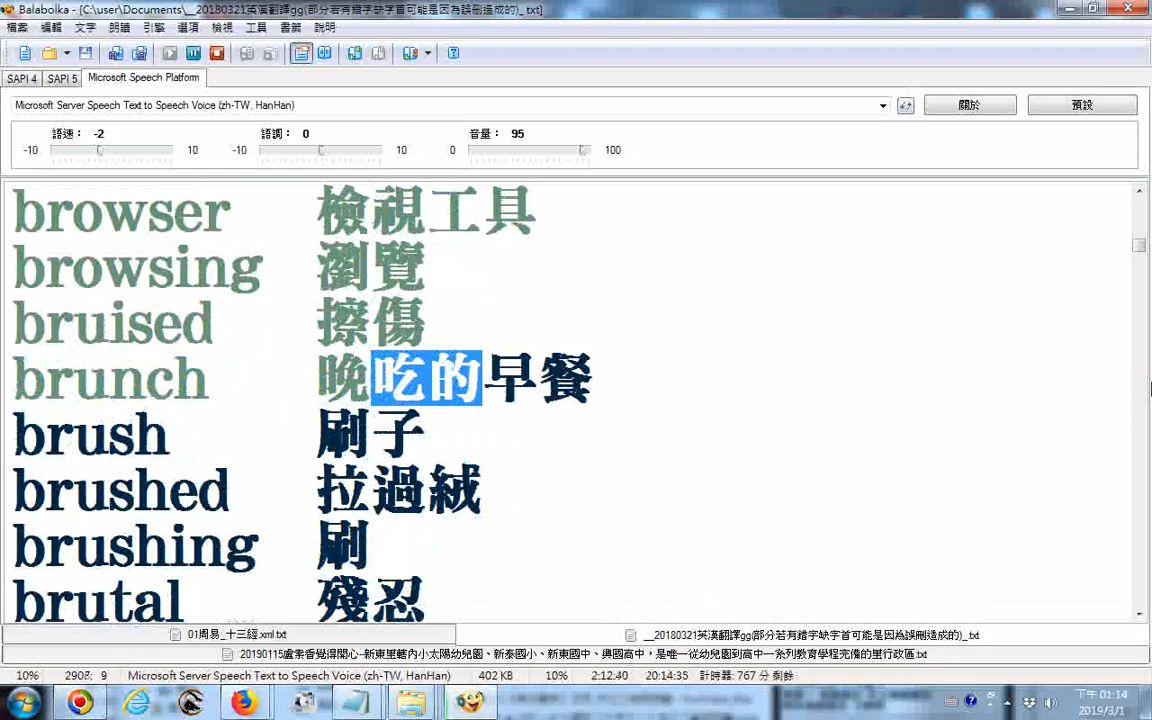 Balabolka - [C:\user\Documents\__20180321英漢翻譯gg(部分若有錯字缺字首可能是因為誤刪造成的)_.txt]
檔案 編輯 文字 朗讀 引擎 選項 檢視 工具 書籤 說明
SAPI 4 SAPI 5 Microsoft Speech Platform
Microsoft Server Speech Text to Speech Voice (zh-TW, HanHan) 關於 預設
語速： -2 語調： 0 音量： 95
-10 10 -10 10 0 100
browser 檢視工具
browsing 瀏覽
bruised 擦傷
brunch 晚吃的早餐
brush 刷子
brushed 拉過絨
brushing 刷
brutal 殘忍
01周易_十三經.xml.txt __20180321英漢翻譯gg(部分若有錯字缺字首可能是因為誤刪造成的)_.txt
20190115盧素香覺得開心-新東里轄內小太陽幼兒園、新泰國小、新東國中、興國高中，是唯一從幼兒園到高中一系列教育學程完備的里行政區.txt
10% 2908: 9 Microsoft Server Speech Text to Speech Voice (zh-TW, HanHan) 402 KB 10% 2:12:40 20:14:35 計時器: 767 分 剩餘
下午 01:14
2019/3/1